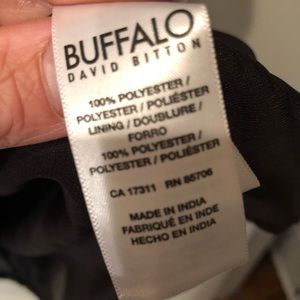 BUFFALO
DAVID BITTON
100% POLYESTER /
POLYESTER / POLIÉSTER
LINING / DOUBLURE /
FORRO
100% POLYESTER /
POLYESTER / POLIÉSTER
CA 17311 RN 85706
MADE IN INDIA
FABRIQUÉ EN INDE
HECHO EN INDIA